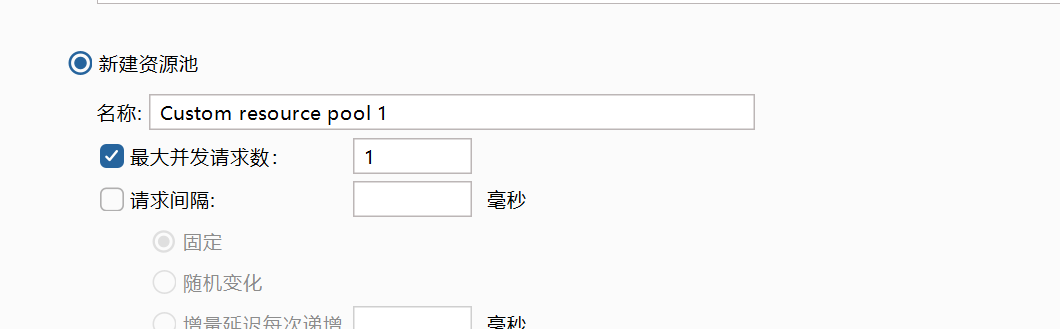 新建资源池
名称: Custom resource pool 1
最大并发请求数: 1
请求间隔: 毫秒
固定
随机变化
增量延迟每次递增 毫秒